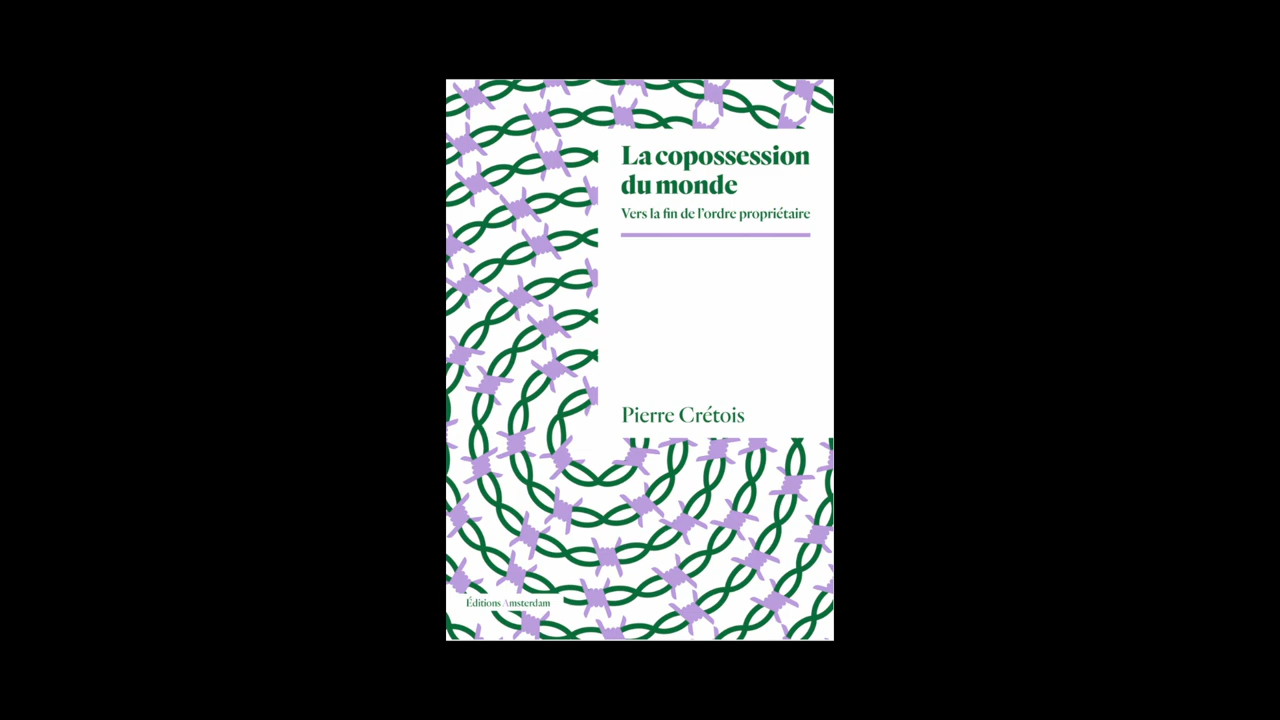 La copossession
du monde
Vers la fin de l'ordre propriétaire
Pierre Crétois
Éditions Amsterdam